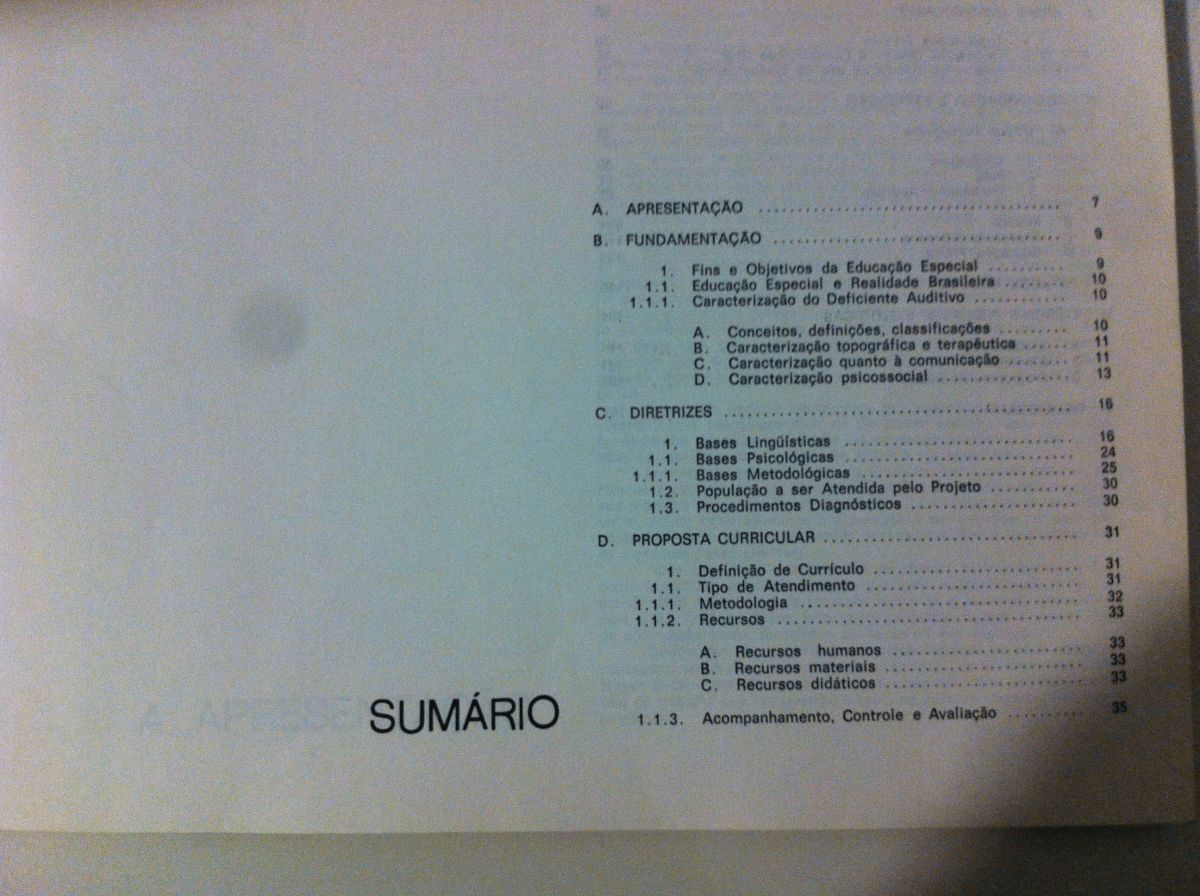 A. APRESENTAÇÃO ........................................ 7
B. FUNDAMENTAÇÃO ...................................... 9
1. Fins e Objetivos da Educação Especial .......... 9
1.1. Educação Especial e Realidade Brasileira ........ 10
1.1.1. Caracterização do Deficiente Auditivo ............ 10
A. Conceitos, definições, classificações ......... 10
B. Caracterização topográfica e terapêutica ...... 11
C. Caracterização quanto à comunicação ........ 11
D. Caracterização psicossocial .................. 13
C. DIRETRIZES ............................................. 16
1. Bases Lingüísticas .............................. 16
1.1. Bases Psicológicas .............................. 24
1.1.1. Bases Metodológicas ............................ 25
1.2. População a ser Atendida pelo Projeto ............ 30
1.3. Procedimentos Diagnósticos ..................... 30
D. PROPOSTA CURRICULAR ................................. 31
1. Definição de Currículo ........................... 31
1.1. Tipo de Atendimento ............................ 31
1.1.1. Metodologia ..................................... 32
1.1.2. Recursos ........................................ 33
A. Recursos humanos ......................... 33
B. Recursos materiais .......................... 33
C. Recursos didáticos .......................... 33
1.1.3. Acompanhamento, Controle e Avaliação .......... 35
SUMÁRIO